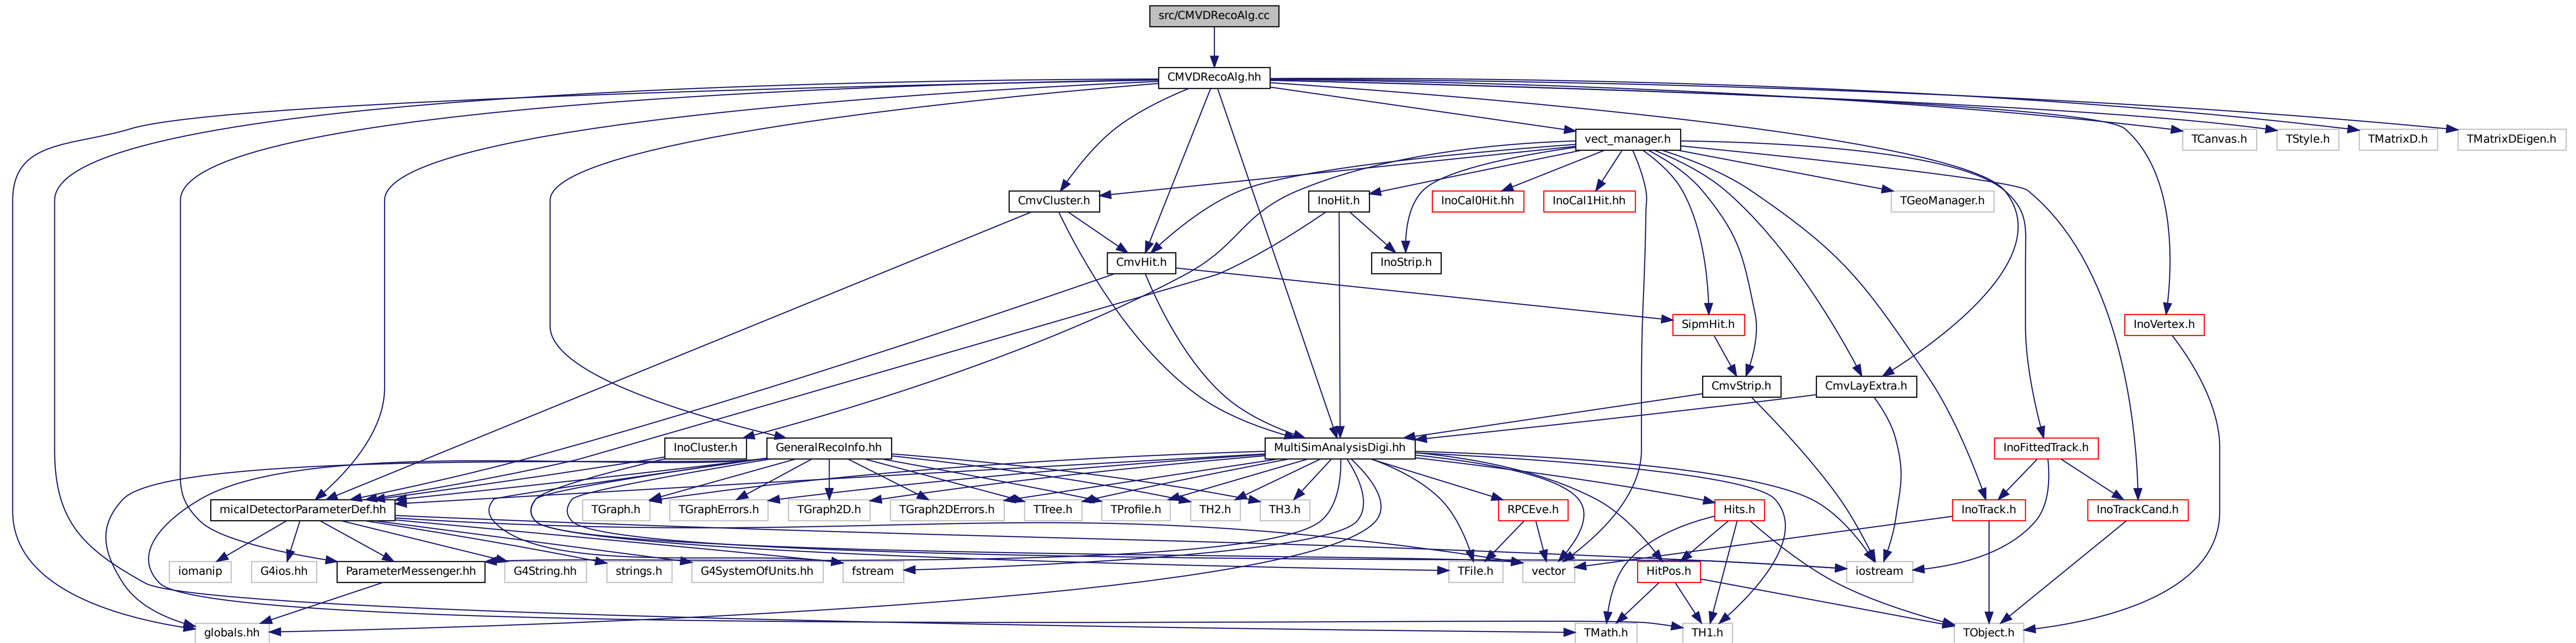 src/CMVDRecoAlg.cc
CMVDRecoAlg.hh
vect_manager.h
TCanvas.h
TStyle.h
TMatrixD.h
TMatrixDEigen.h
CmvCluster.h
InoHit.h
InoCal0Hit.hh
InoCal1Hit.hh
TGeoManager.h
CmvHit.h
InoStrip.h
SipmHit.h
InoVertex.h
CmvStrip.h
CmvLayExtra.h
InoCluster.h
GeneralRecoInfo.hh
MultiSimAnalysisDigi.hh
InoFittedTrack.h
micalDetectorParameterDef.hh
TGraph.h
TGraphErrors.h
TGraph2D.h
TGraph2DErrors.h
TTree.h
TProfile.h
TH2.h
TH3.h
RPCEve.h
Hits.h
InoTrack.h
InoTrackCand.h
iomanip
G4ios.hh
ParameterMessenger.hh
G4String.hh
strings.h
G4SystemOfUnits.hh
fstream
TFile.h
vector
HitPos.h
iostream
globals.hh
TMath.h
TH1.h
TObject.h